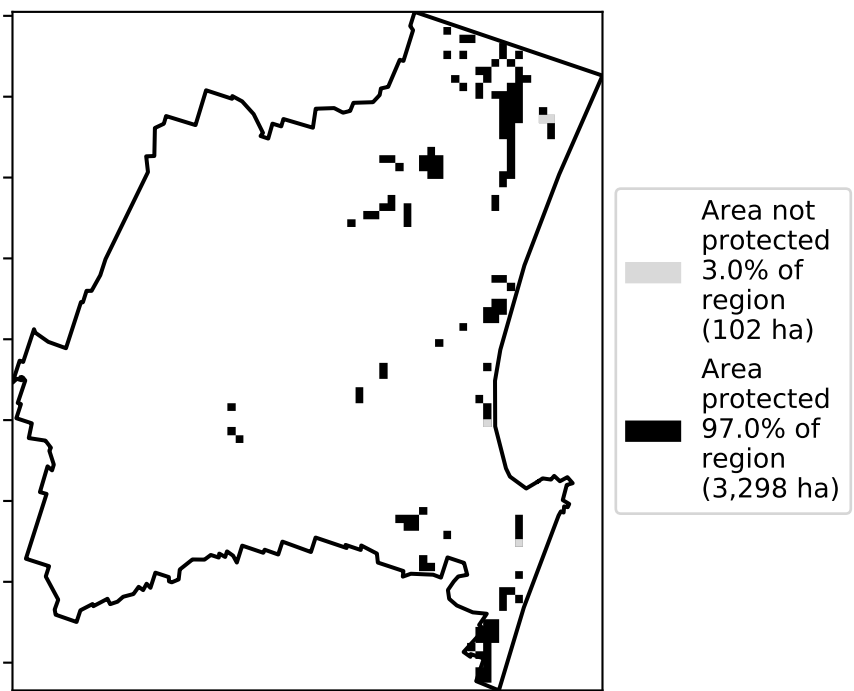 Area not
protected
3.0% of
region
(102 ha)
Area
protected
97.0% of
region
(3,298 ha)